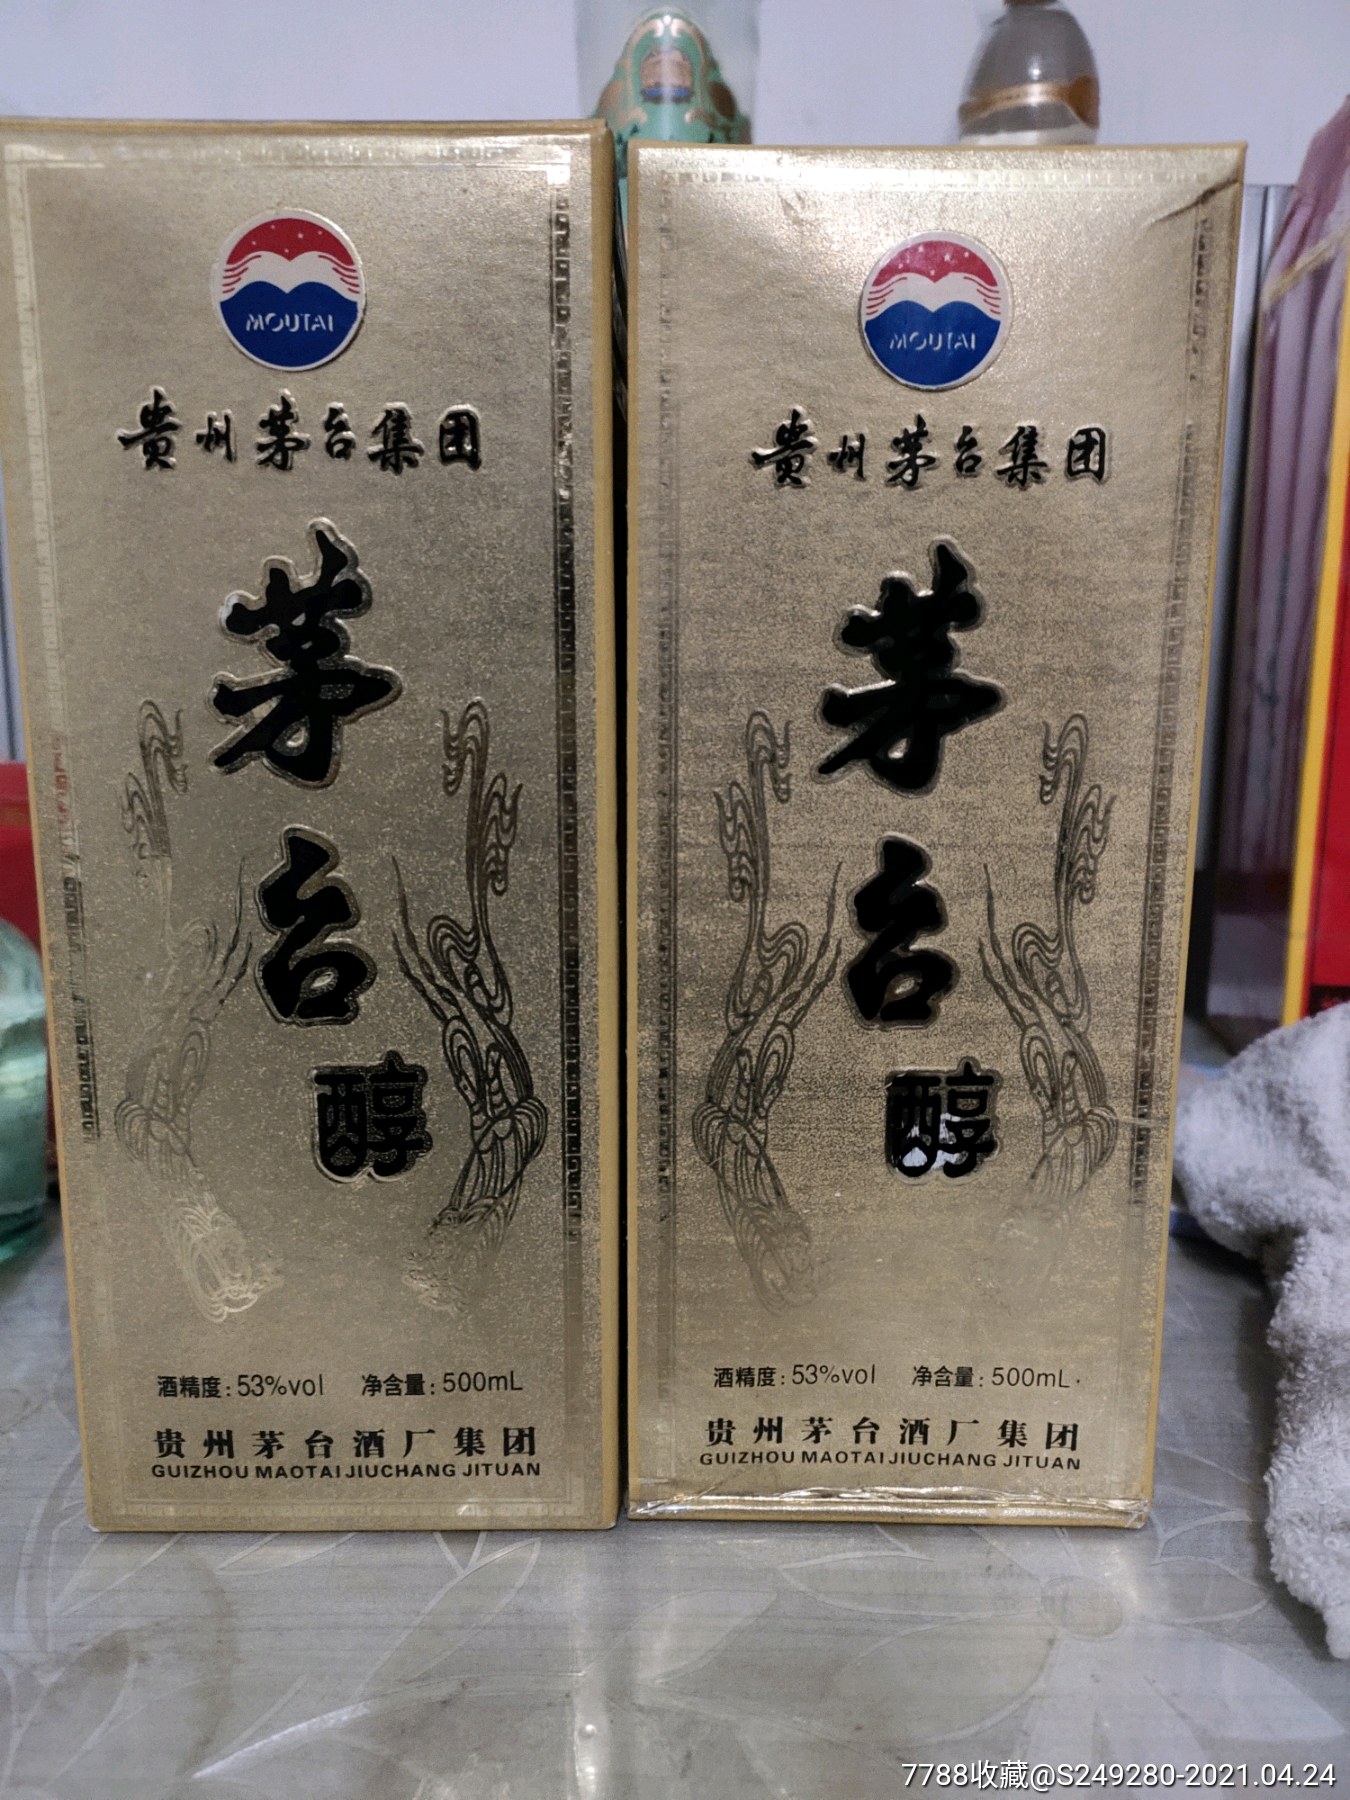 MOUTAI
贵州茅台集团
茅
台
醇
酒精度:53%vol 净含量:500mL
贵州茅台酒厂集团
GUIZHOU MAOTAI JIUCHANG JITUAN
MOUTAI
贵州茅台集团
茅
台
醇
酒精度:53%vol 净含量:500mL
贵州茅台酒厂集团
GUIZHOU MAOTAI JIUCHANG JITUAN
7788收藏@S249280-2021.04.24